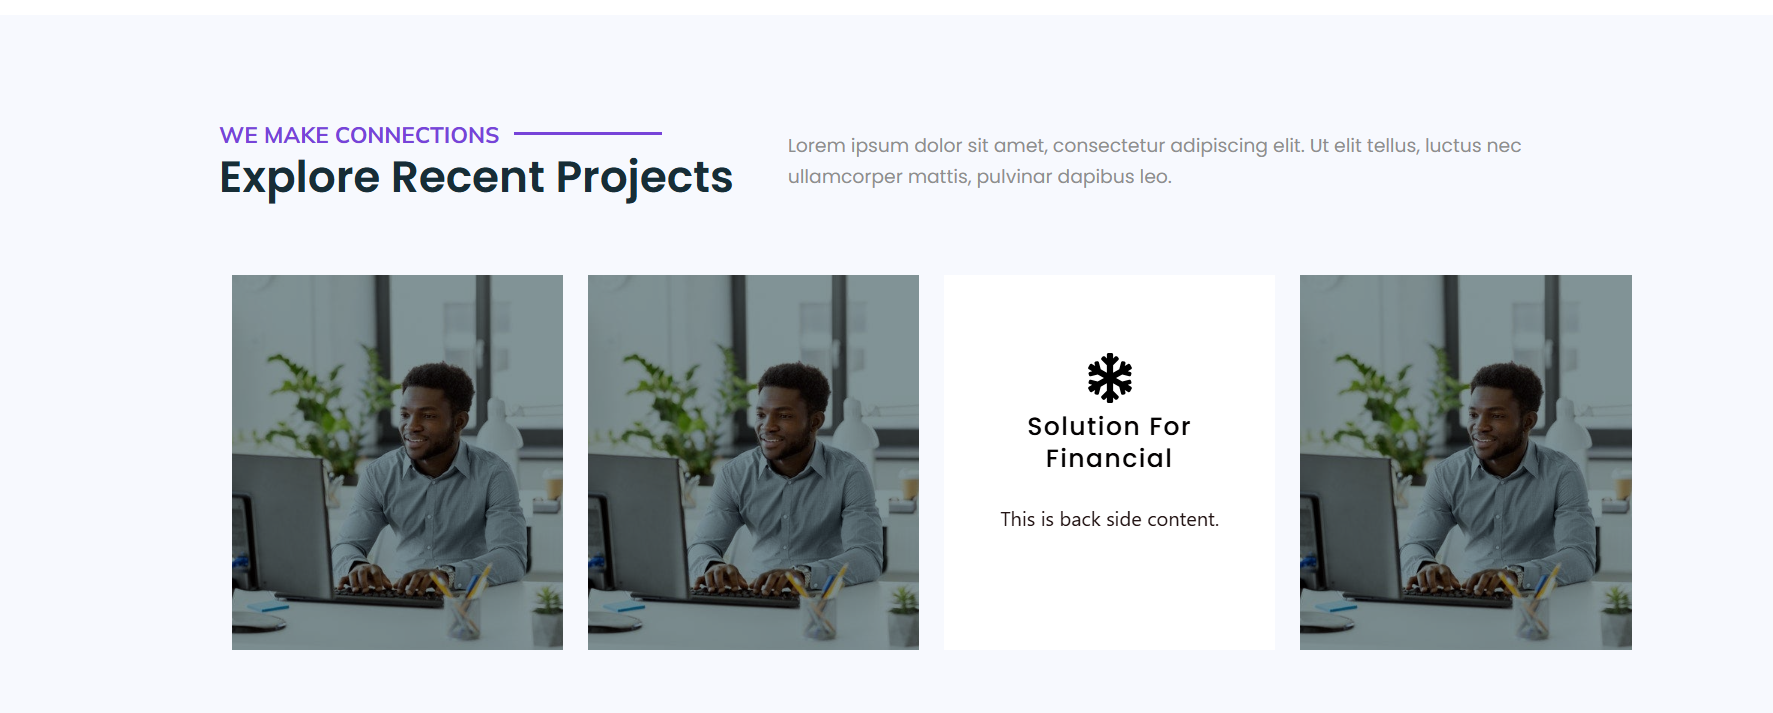 WE MAKE CONNECTIONS
Explore Recent Projects
Lorem ipsum dolor sit amet, consectetur adipiscing elit. Ut elit tellus, luctus nec
ullamcorper mattis, pulvinar dapibus leo.
Solution For
Financial
This is back side content.